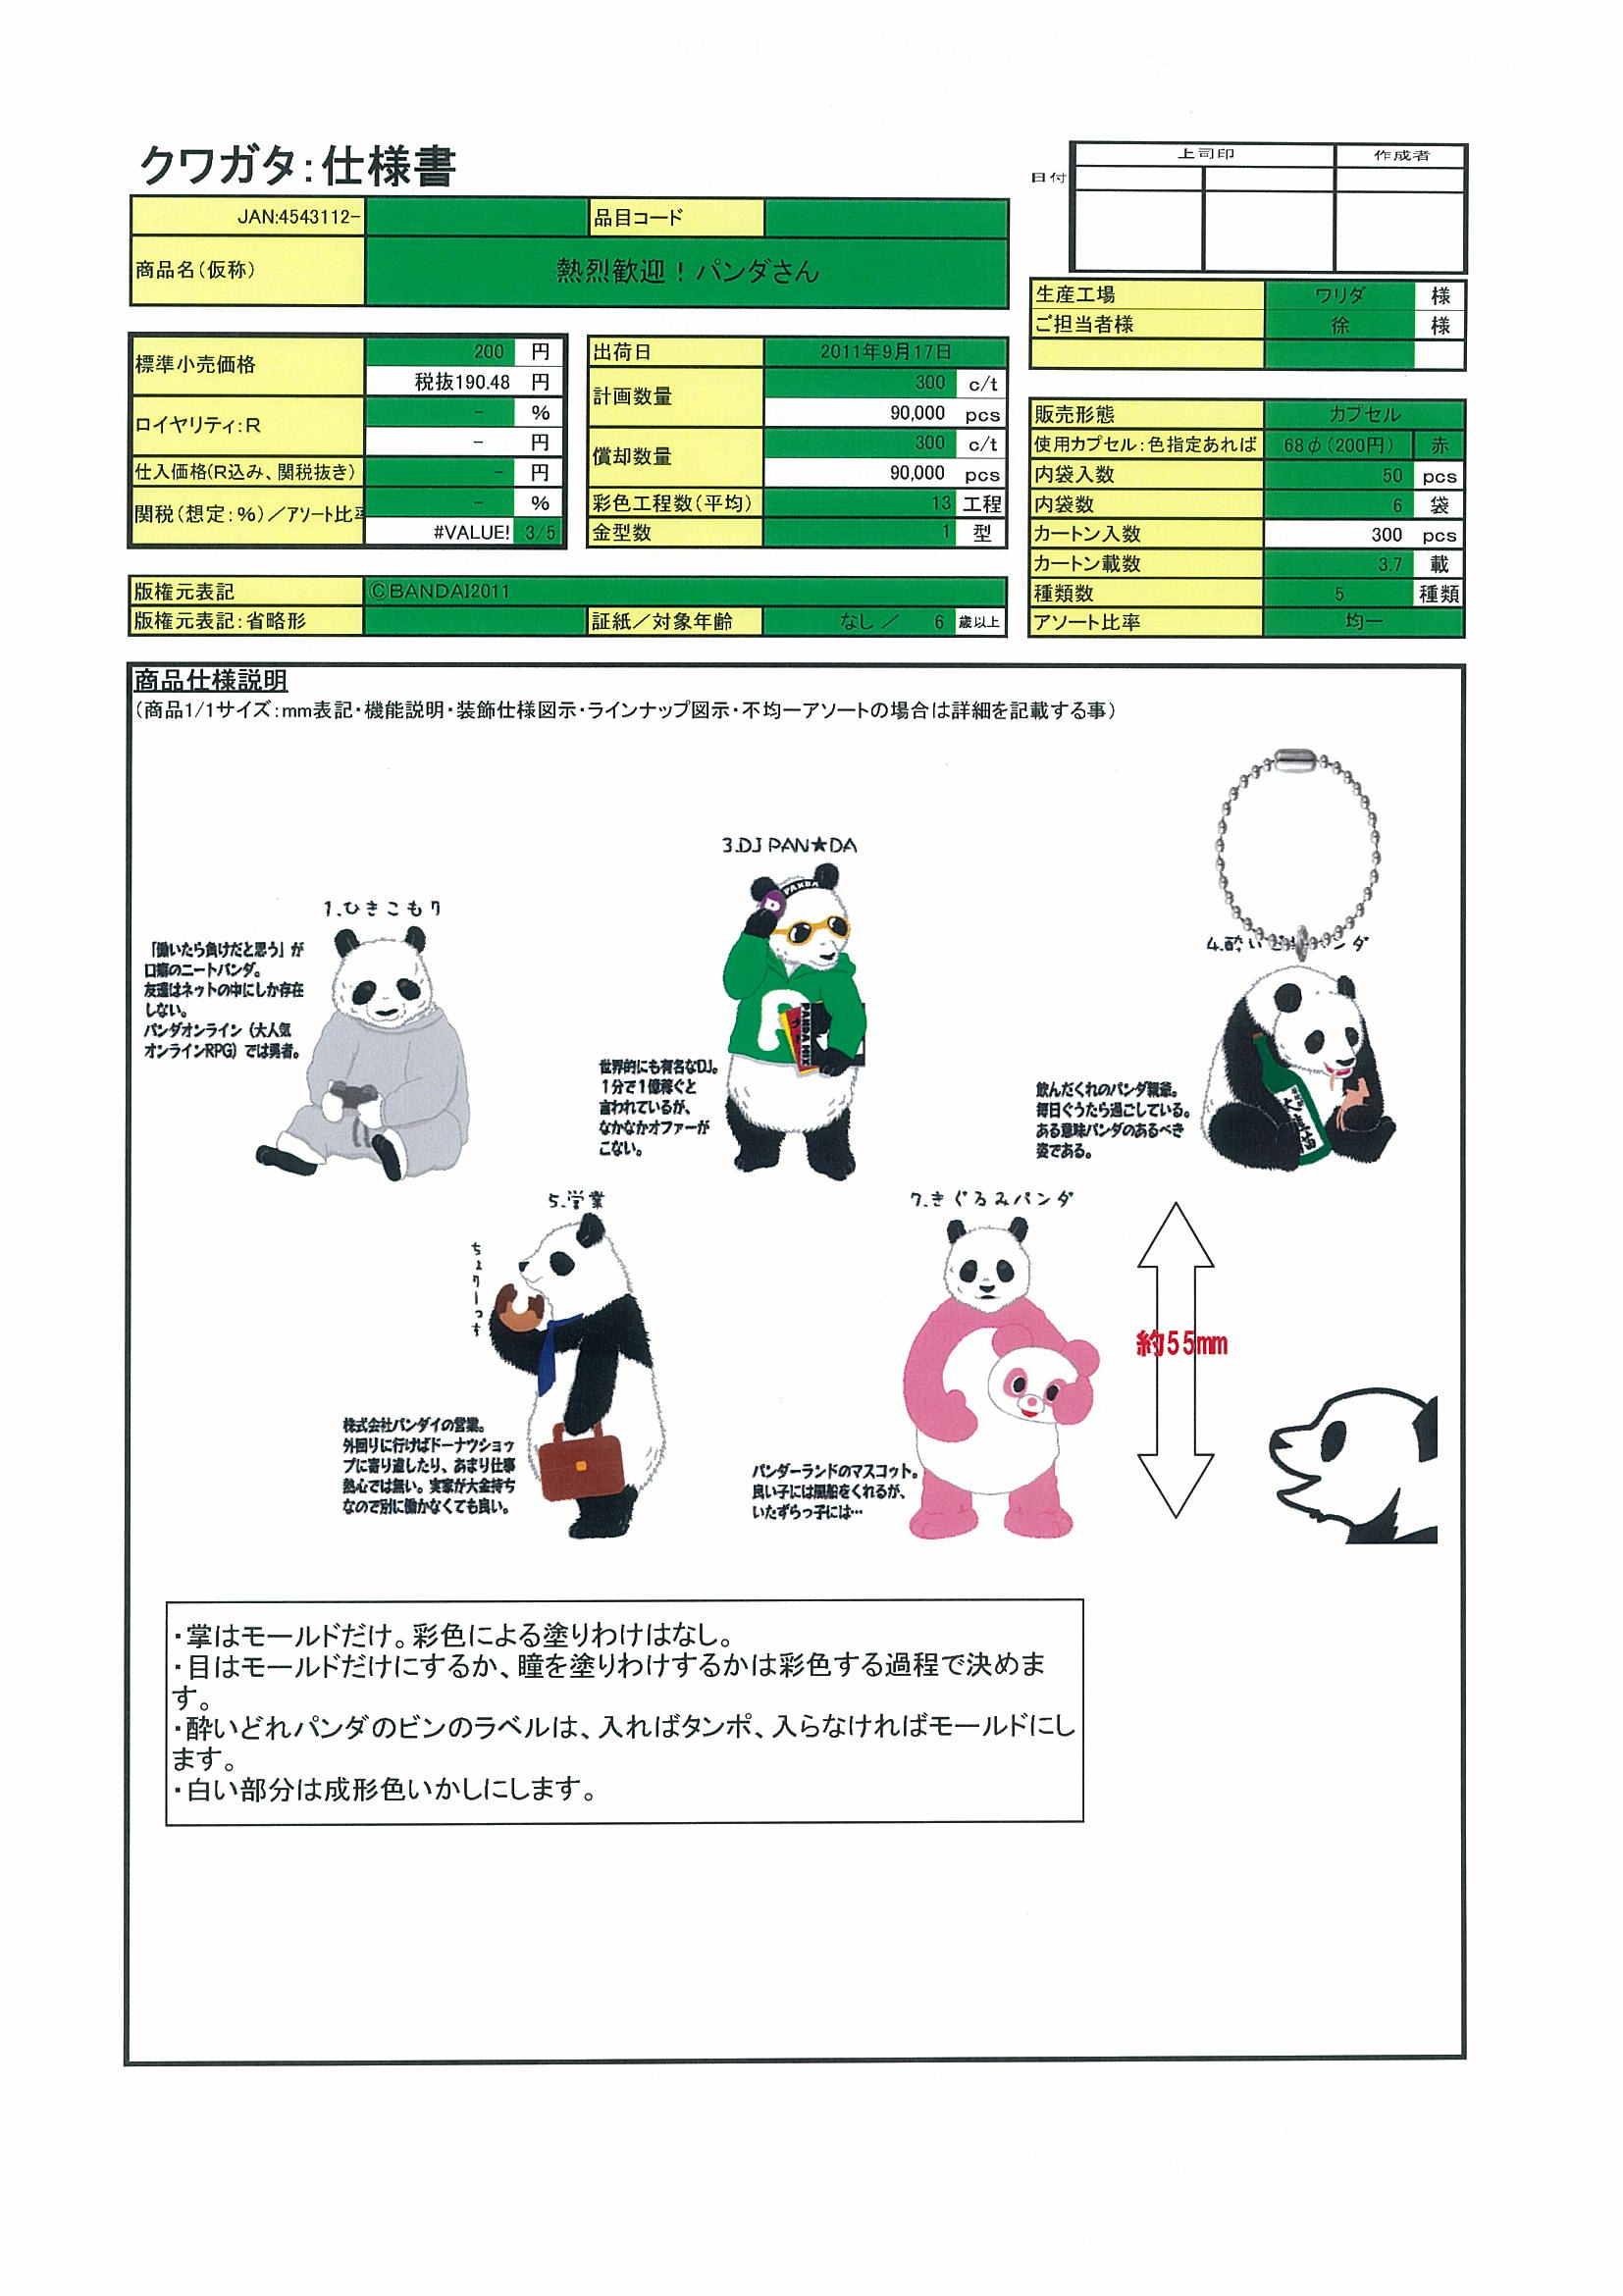 クワガタ:仕様書
上司印 作成者
日付
JAN:4543112- 品目コード
商品名(仮称) 熱烈歓迎!パンダさん
生産工場 ワリダ 様
ご担当者様 徐 様
標準小売価格 200 円
税抜190.48 円
ロイヤリティ:R - %
- 円
仕入価格(R込み、関税抜き) - 円
関税(想定:%)/アソート比率 - %
#VALUE! 3/5
出荷日 2011年9月17日
計画数量 300 c/t
90,000 pcs
償却数量 300 c/t
90,000 pcs
彩色工程数(平均) 13 工程
金型数 1 型
販売形態 カプセル
使用カプセル:色指定あれば 68φ(200円) 赤
内袋入数 50 pcs
内袋数 6 袋
カートン入数 300 pcs
カートン載数 3.7 載
種類数 5 種類
アソート比率 均一
版権元表記 ©BANDAI2011
版権元表記:省略形 証紙/対象年齢 なし / 6 歳以上
商品仕様説明
(商品1/1サイズ:mm表記・機能説明・装飾仕様図示・ラインナップ図示・不均一アソートの場合は詳細を記載する事)
1.ひきこもり
「働いたら負けだと思う」が
口癖のニートパンダ。
友達はネットの中にしか存在
しない。
パンダオンライン(大人気
オンラインRPG)では勇者。
3.DJ PAN★DA
PANDA
PANDA MIX
世界的にも有名なDJ。
1分で1億稼ぐと
言われているが、
なかなかオファーが
こない。
4.酔いどれパンダ
飲んだくれのパンダ親爺。
毎日ぐうたら過ごしている。
ある意味パンダのあるべき
姿である。
5.営業
ちょりーっす
株式会社パンダイの営業。
外回りに行けばドーナツショッ
プに寄り道したり、あまり仕事
熱心では無い。実家が大金持ち
なので別に働かなくても良い。
7.きぐるみパンダ
パンダーランドのマスコット。
良い子には風船をくれるが、
いたずらっ子には…
約55mm
・掌はモールドだけ。彩色による塗りわけはなし。
・目はモールドだけにするか、瞳を塗りわけするかは彩色する過程で決めま
す。
・酔いどれパンダのビンのラベルは、入ればタンポ、入らなければモールドにし
ます。
・白い部分は成形色いかしにします。